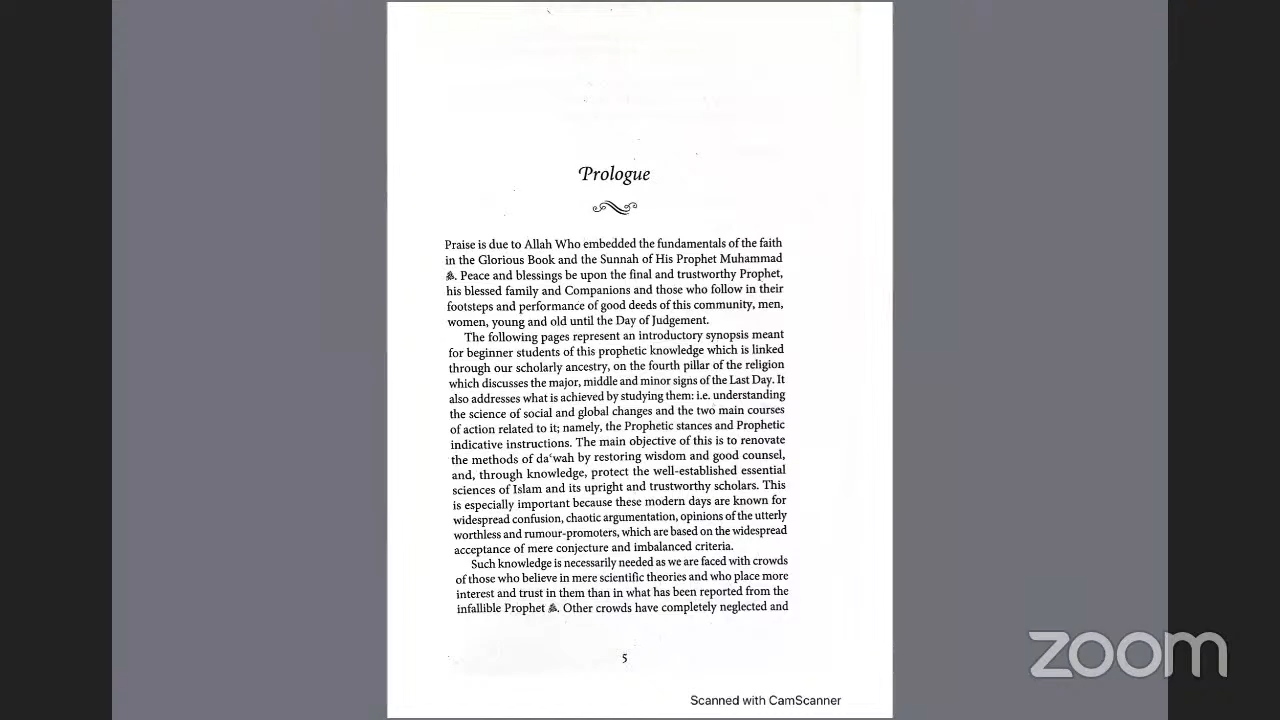 Prologue
Praise is due to Allah Who embedded the fundamentals of the faith
in the Glorious Book and the Sunnah of His Prophet Muhammad
ﷺ. Peace and blessings be upon the final and trustworthy Prophet,
his blessed family and Companions and those who follow in their
footsteps and performance of good deeds of this community, men,
women, young and old until the Day of Judgement.
The following pages represent an introductory synopsis meant
for beginner students of this prophetic knowledge which is linked
through our scholarly ancestry, on the fourth pillar of the religion
which discusses the major, middle and minor signs of the Last Day. It
also addresses what is achieved by studying them: i.e. understanding
the science of social and global changes and the two main courses
of action related to it; namely, the Prophetic stances and Prophetic
indicative instructions. The main objective of this is to renovate
the methods of daʿwah by restoring wisdom and good counsel,
and, through knowledge, protect the well-established essential
sciences of Islam and its upright and trustworthy scholars. This
is especially important because these modern days are known for
widespread confusion, chaotic argumentation, opinions of the utterly
worthless and rumour-promoters, which are based on the widespread
acceptance of mere conjecture and imbalanced criteria.
Such knowledge is necessarily needed as we are faced with crowds
of those who believe in mere scientific theories and who place more
interest and trust in them than in what has been reported from the
infallible Prophet ﷺ. Other crowds have completely neglected and
5
Scanned with CamScanner
zoom